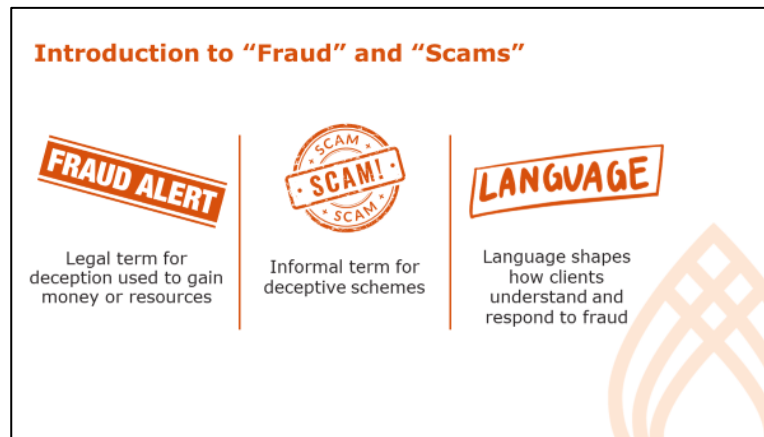 Introduction to “Fraud” and “Scams”
FRAUD ALERT
Legal term for
deception used to gain
money or resources
SCAM
SCAM!
SCAM
Informal term for
deceptive schemes
LANGUAGE
Language shapes
how clients
understand and
respond to fraud